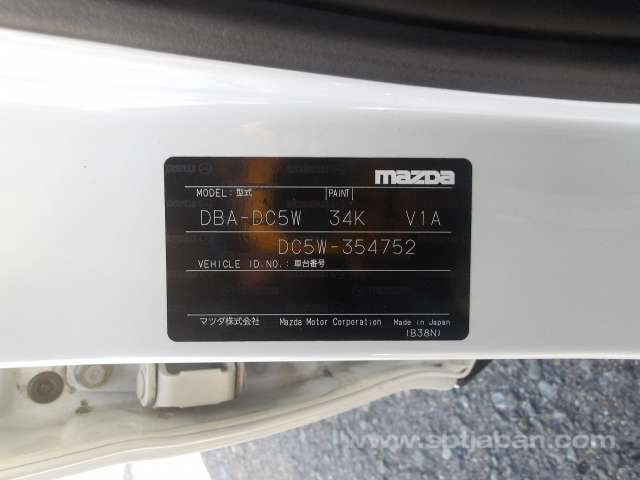 mazda
MODEL:型式 PAINT
DBA-DC5W 34K V1A
DC5W-354752
VEHICLE ID.NO.:車台番号
マツダ株式会社 Mazda Motor Corporation Made in Japan
(B38N)
www.sptjaban.com